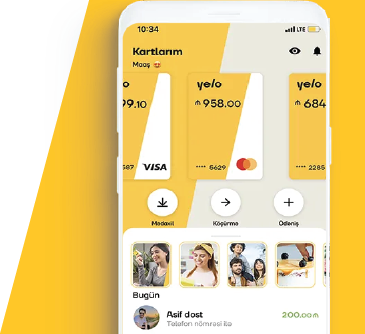 10:34 LTE
Kartlarım
Maaş
yelo yelo
99.10 ₼ 958.00 ₼ 684
587 VISA •••• 5629 •••• 2285
Mədaxil Köçürmə Ödəniş
Bugün
Asif dost 200.00₼
Telefon nömrəsi ilə